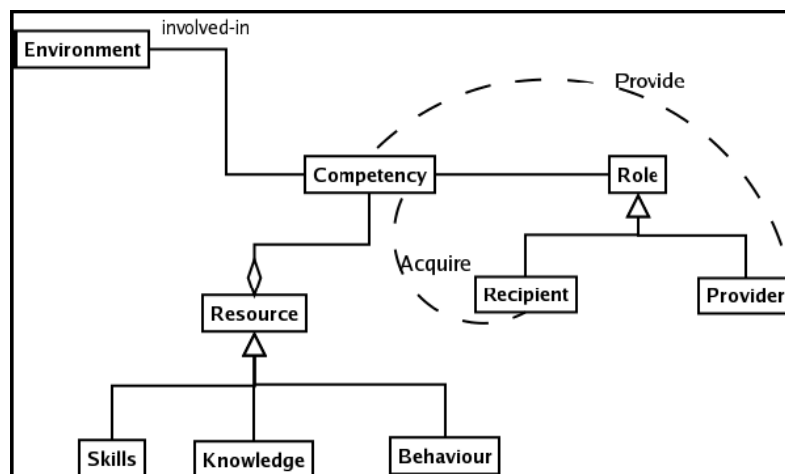 involved-in
Environment
Provide
Competency
Role
Acquire
Recipient
Provider
Resource
Skills
Knowledge
Behaviour